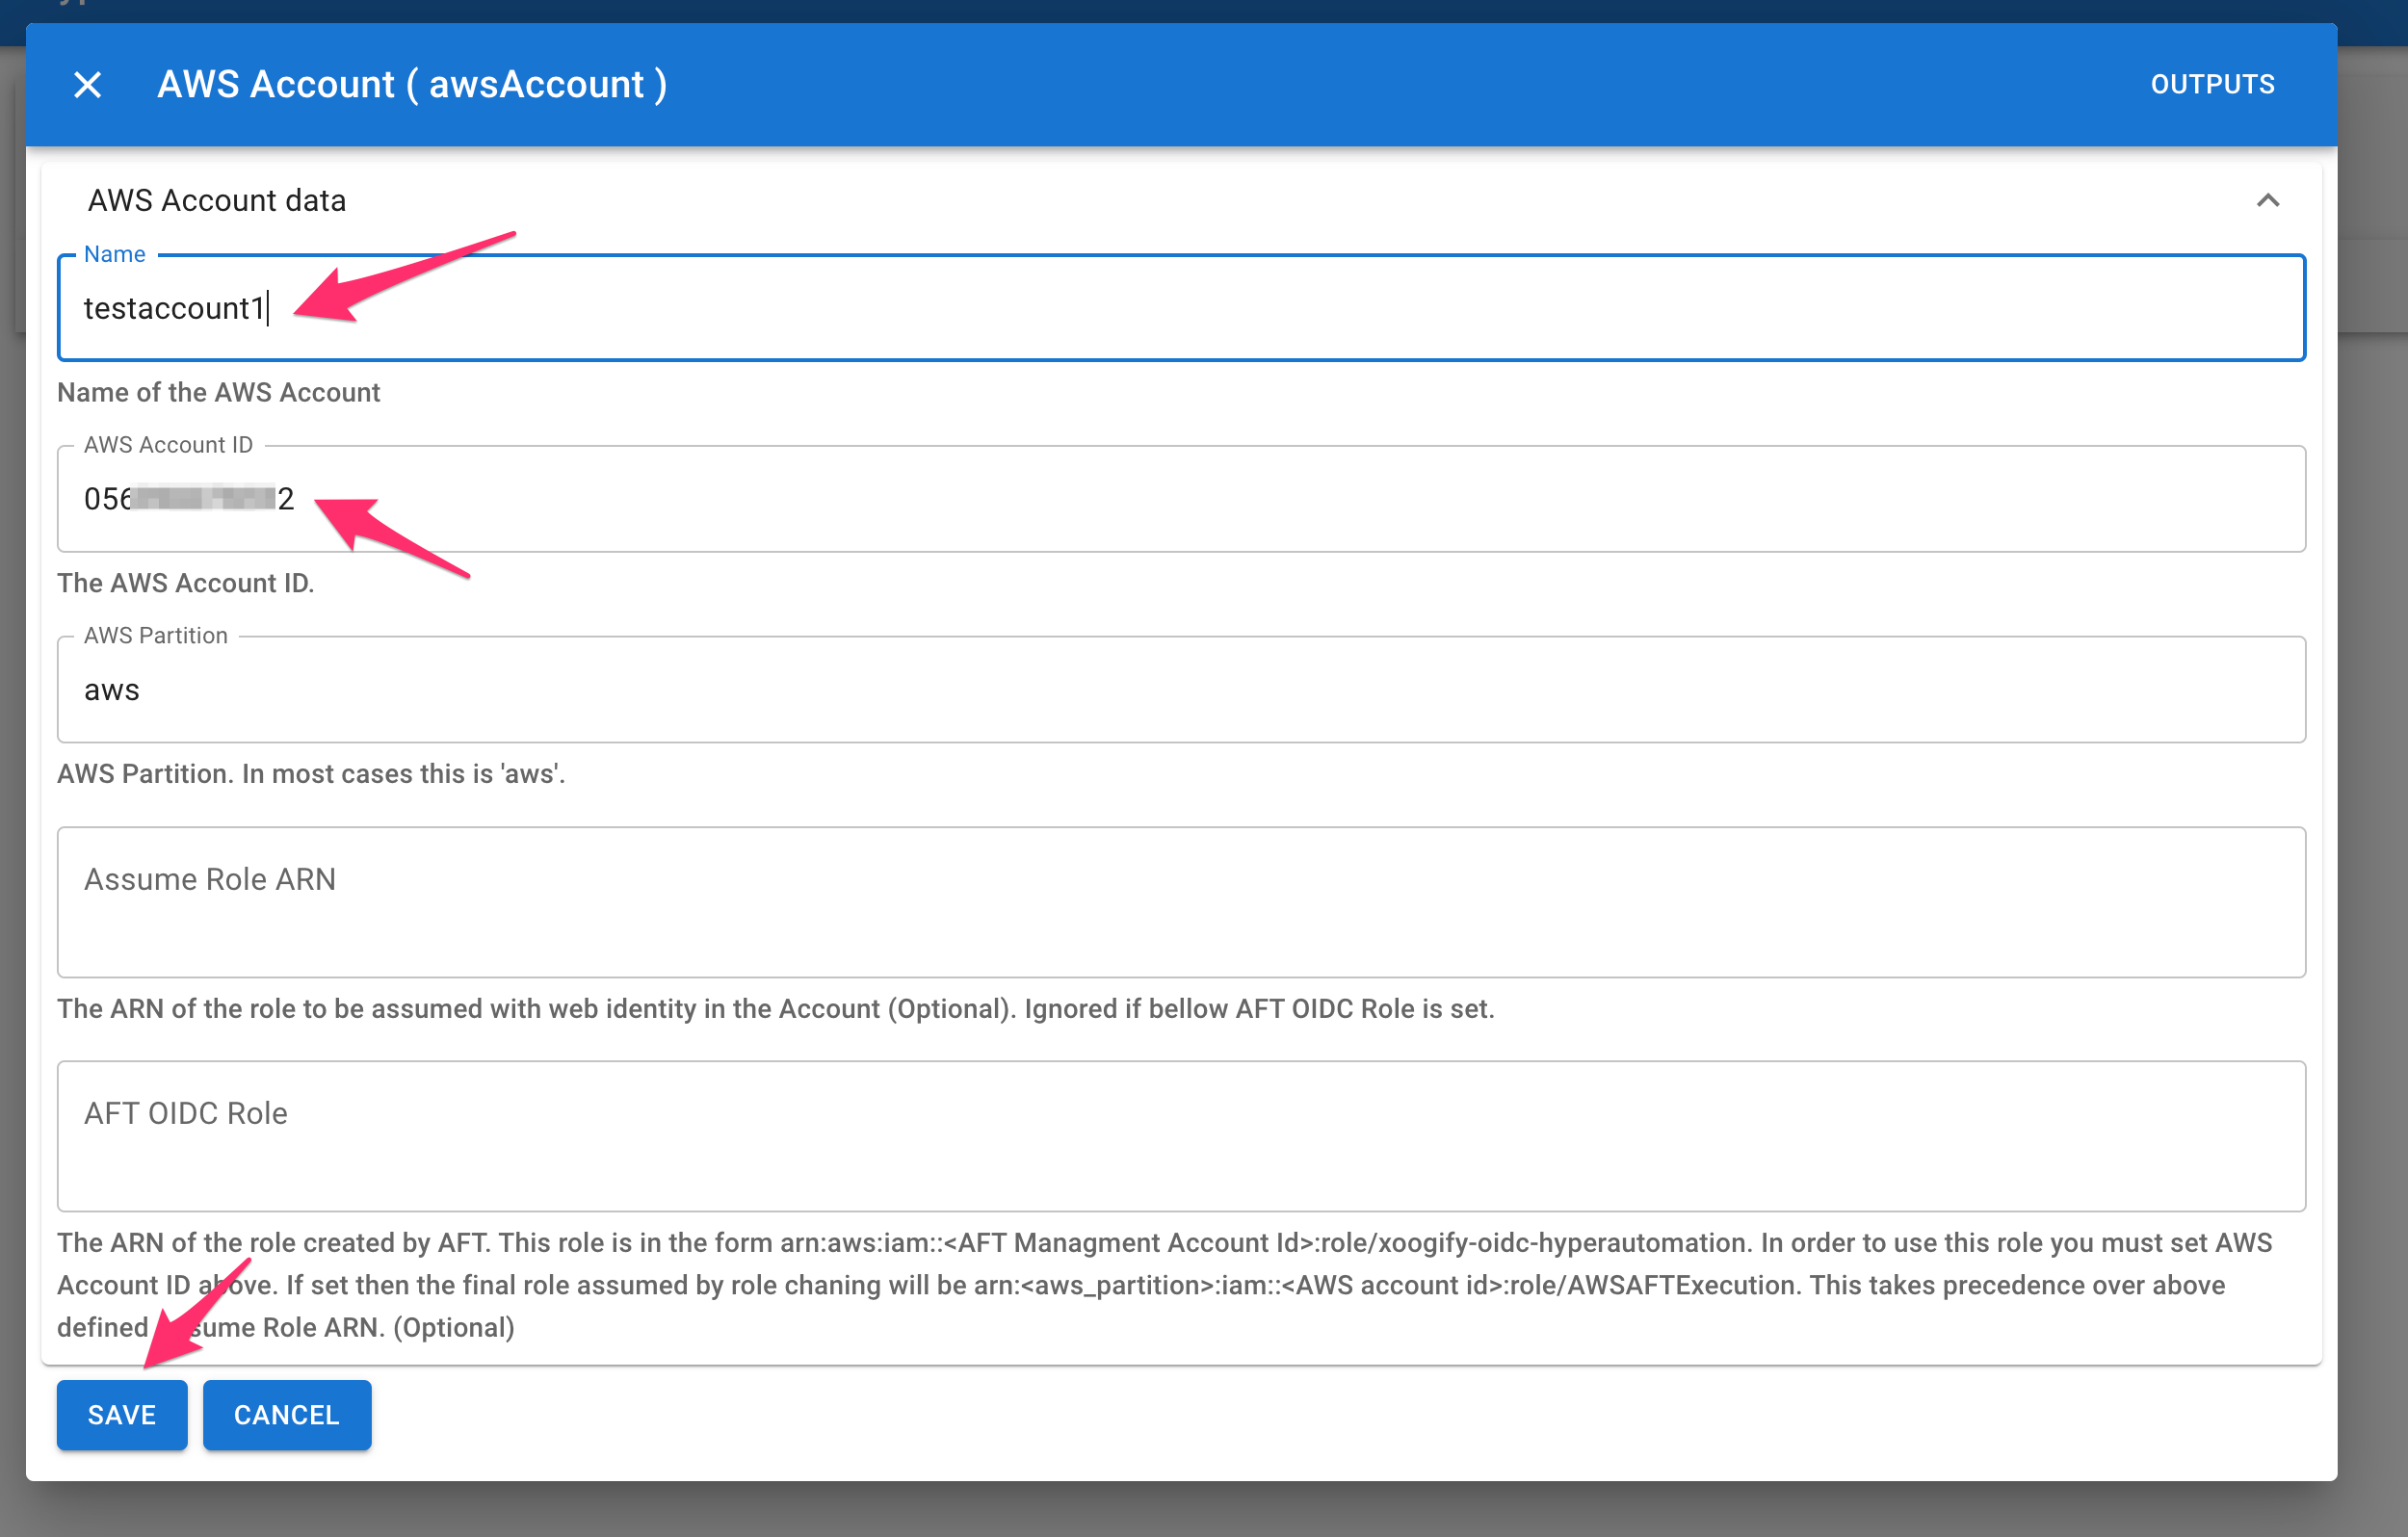 AWS Account ( awsAccount )
OUTPUTS
AWS Account data
Name
testaccount1
Name of the AWS Account
AWS Account ID
056 2
The AWS Account ID.
AWS Partition
aws
AWS Partition. In most cases this is 'aws'.
Assume Role ARN
The ARN of the role to be assumed with web identity in the Account (Optional). Ignored if bellow AFT OIDC Role is set.
AFT OIDC Role
The ARN of the role created by AFT. This role is in the form arn:aws:iam::<AFT Managment Account Id>:role/xoogify-oidc-hyperautomation. In order to use this role you must set AWS
Account ID above. If set then the final role assumed by role chaning will be arn:<aws_partition>:iam::<AWS account id>:role/AWSAFTExecution. This takes precedence over above
defined Assume Role ARN. (Optional)
SAVE
CANCEL